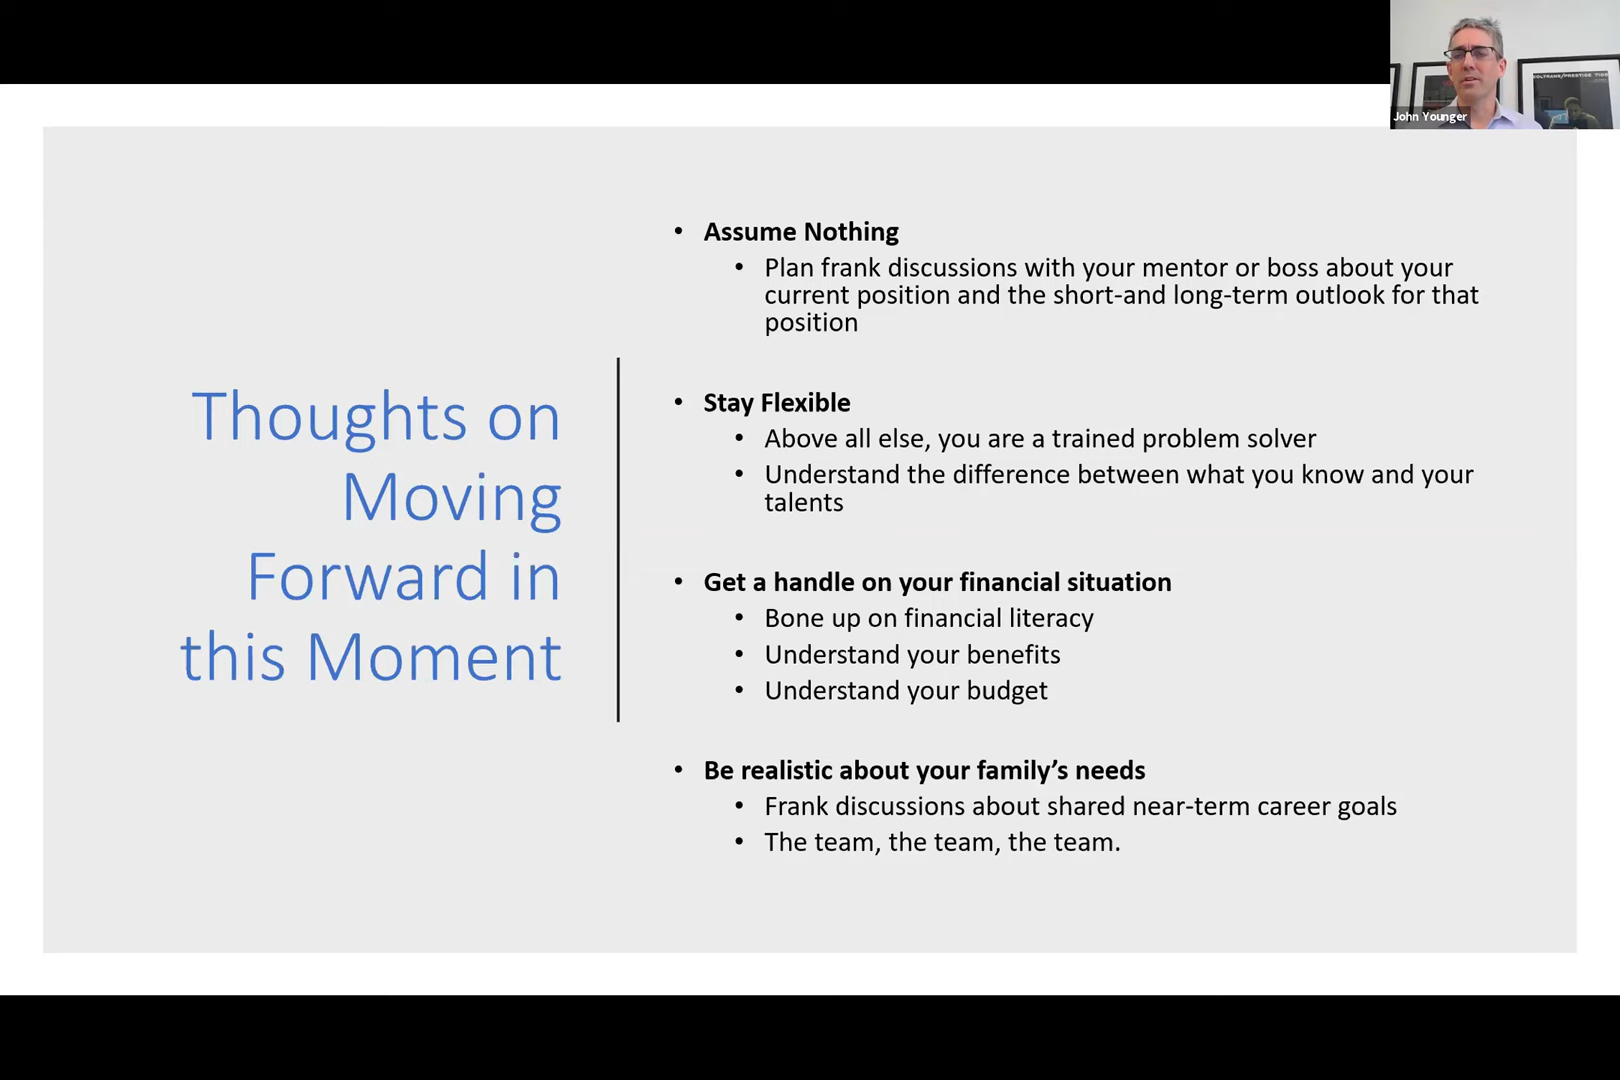 COLTRANE/PRESTIGE 7105
John Younger
Thoughts on
Moving
Forward in
this Moment
• Assume Nothing
• Plan frank discussions with your mentor or boss about your
current position and the short-and long-term outlook for that
position
• Stay Flexible
• Above all else, you are a trained problem solver
• Understand the difference between what you know and your
talents
• Get a handle on your financial situation
• Bone up on financial literacy
• Understand your benefits
• Understand your budget
• Be realistic about your family’s needs
• Frank discussions about shared near-term career goals
• The team, the team, the team.